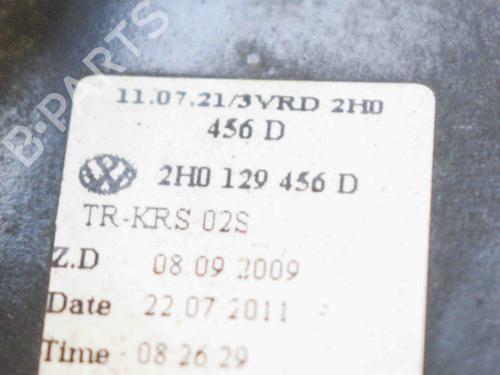 B-PARTS
11.07.21/3VRD 2H0
456 D
2H0 129 456 D
TR-KRS 02S
Z.D 08 09 2009
Date 22 07 2011
Time 08 26 29